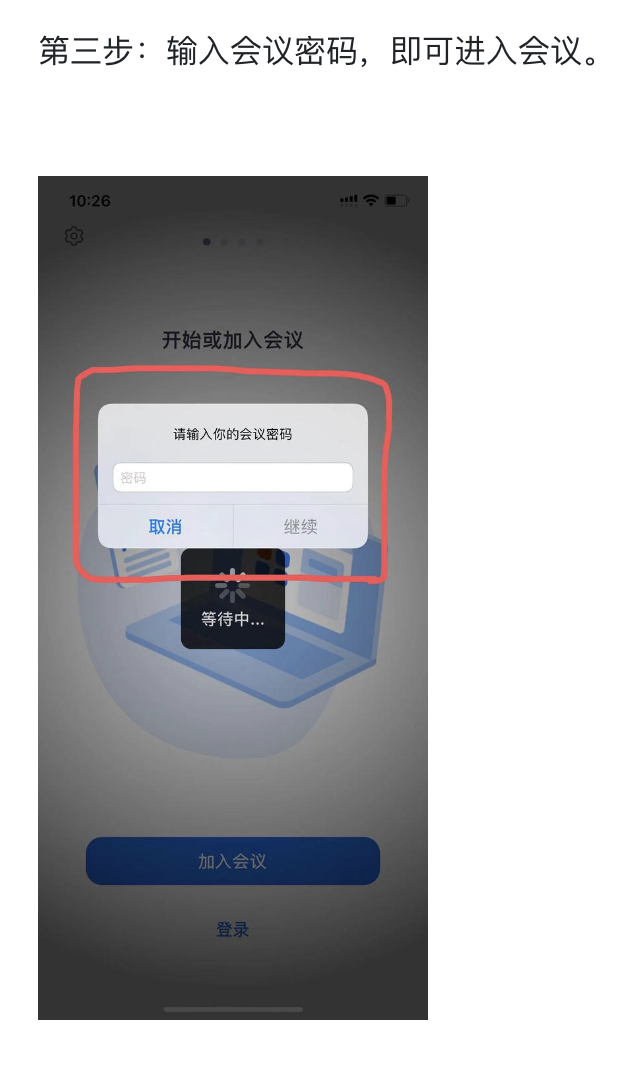 第三步：输入会议密码，即可进入会议。
10:26
开始或加入会议
请输入你的会议密码
密码
取消
继续
等待中...
加入会议
登录